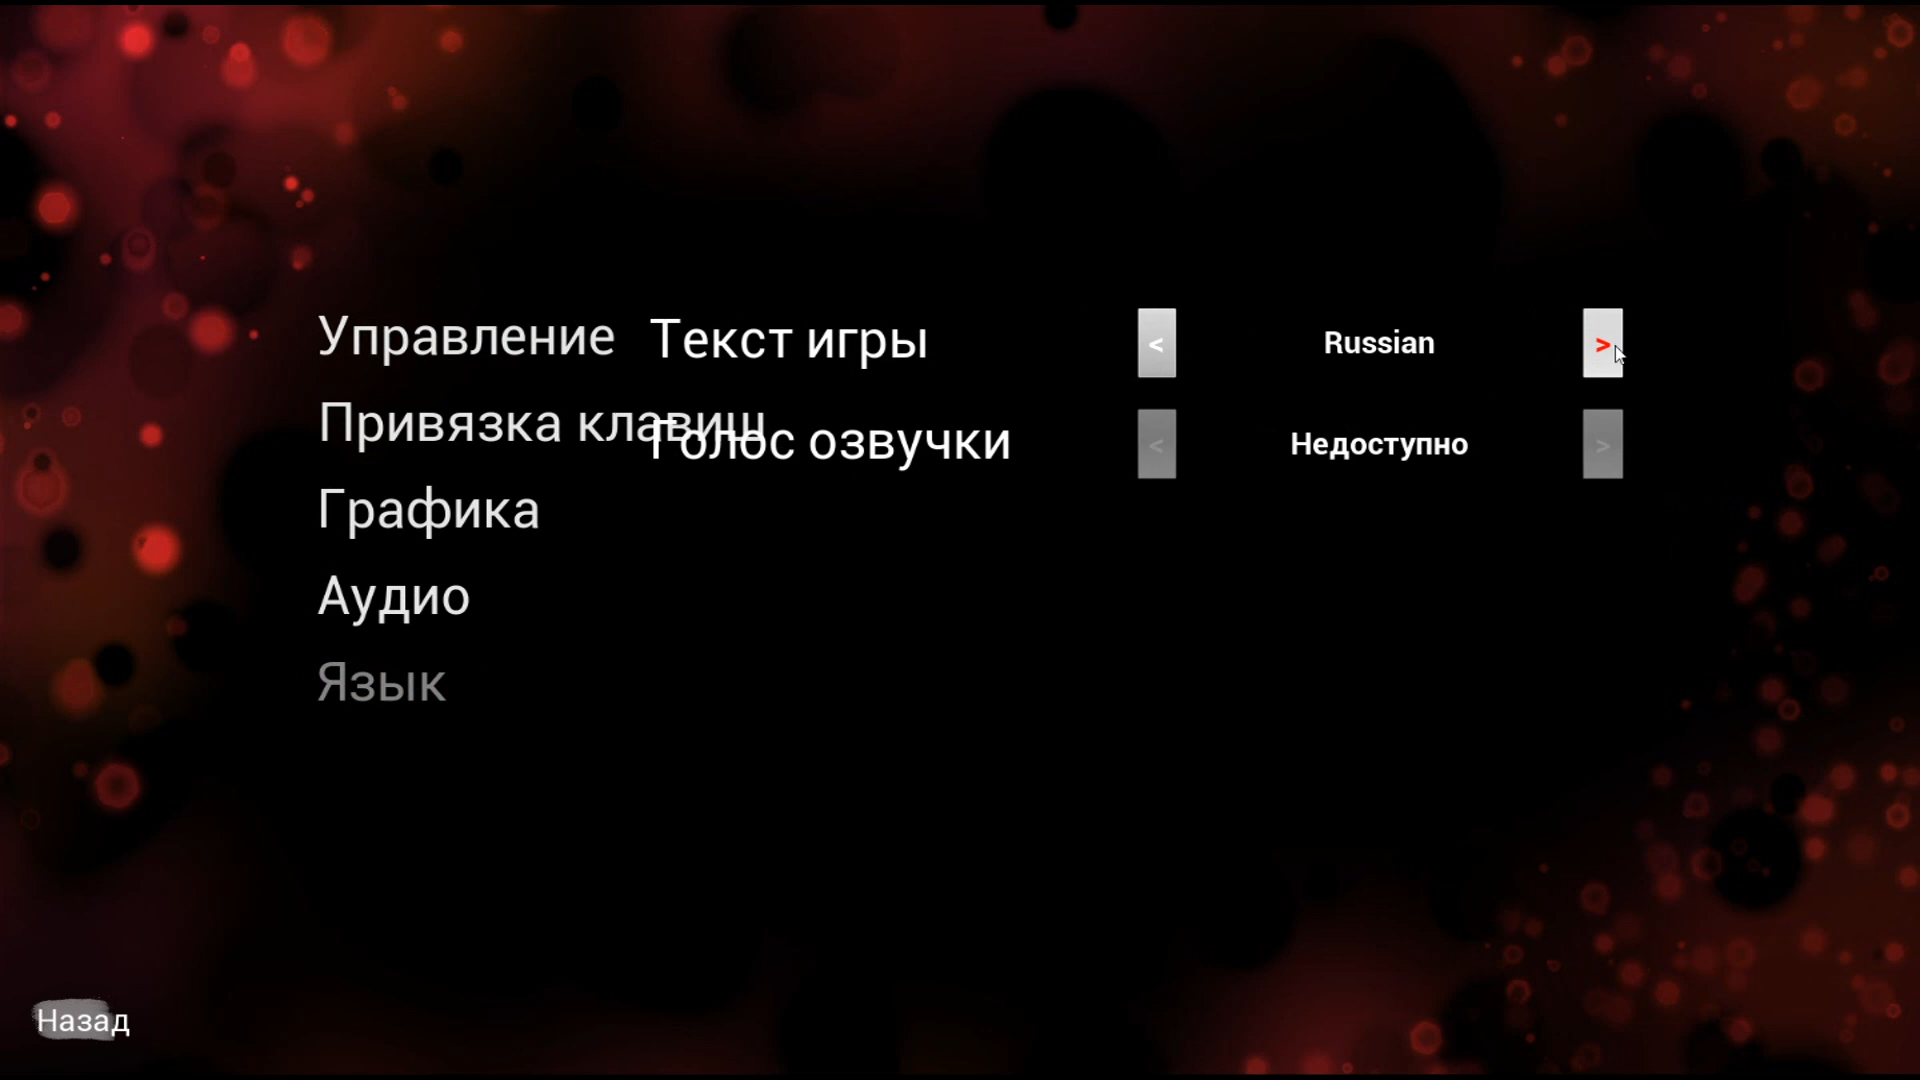 Управление
Текст игры
<
Russian
>
Привязка клавиш
Голос озвучки
<
Недоступно
>
Графика
Аудио
Язык
Назад